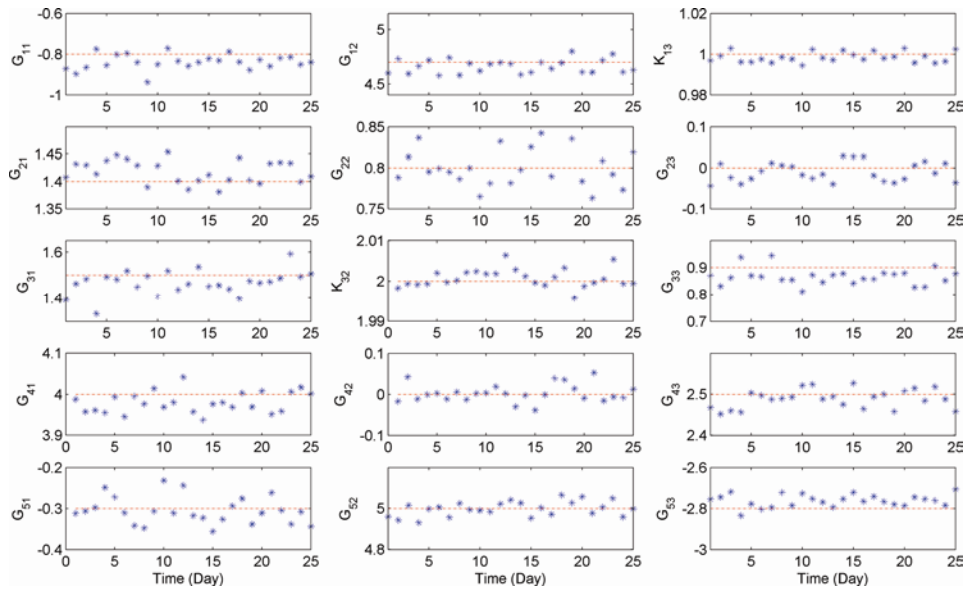 -0.6
-0.8
-1
G11
5 10 15 20 25
5
4.5
G12
5 10 15 20 25
1.02
1
0.98
K13
5 10 15 20 25
1.45
1.4
1.35
G21
5 10 15 20 25
0.85
0.8
0.75
G22
5 10 15 20 25
0.1
0
-0.1
G23
5 10 15 20 25
1.6
1.4
G31
0 5 10 15 20 25
2.01
2
1.99
K32
0 5 10 15 20 25
0.9
0.8
0.7
G33
5 10 15 20 25
4.1
4
3.9
G41
0 5 10 15 20 25
0.1
0
-0.1
G42
0 5 10 15 20 25
2.5
2.4
G43
5 10 15 20 25
-0.2
-0.3
-0.4
G51
0 5 10 15 20 25
Time (Day)
5
4.8
G52
5 10 15 20 25
Time (Day)
-2.6
-2.8
-3
G53
5 10 15 20 25
Time (Day)